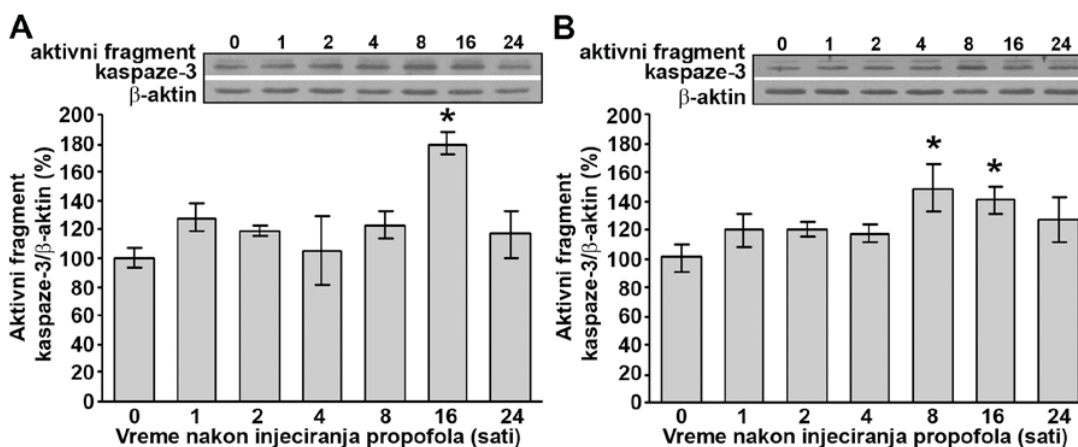 A
aktivni fragment
kaspaze-3
β-aktin
0 1 2 4 8 16 24
Aktivni fragment
kaspaze-3/β-aktin (%)
200
180
160
140
120
100
80
60
40
20
0
*
0 1 2 4 8 16 24
Vreme nakon injeciranja propofola (sati)
B
aktivni fragment
kaspaze-3
β-aktin
0 1 2 4 8 16 24
Aktivni fragment
kaspaze-3/β-aktin (%)
200
180
160
140
120
100
80
60
40
20
0
* *
0 1 2 4 8 16 24
Vreme nakon injeciranja propofola (sati)